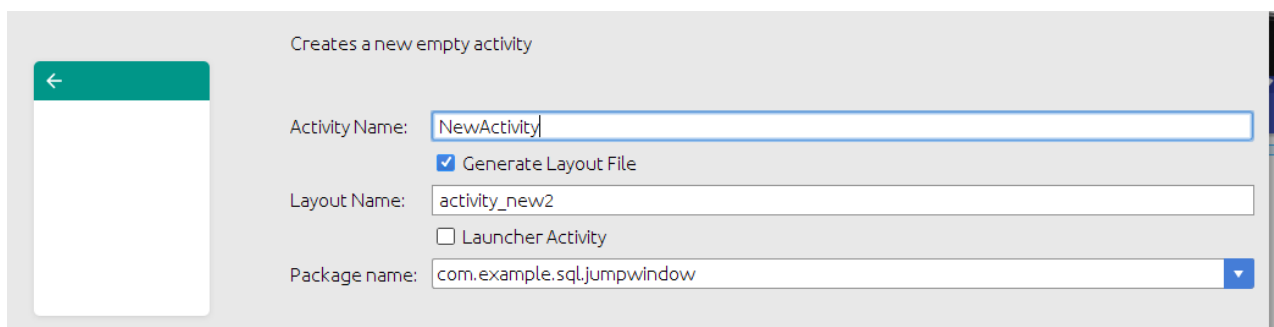 Creates a new empty activity
Activity Name: NewActivity
Generate Layout File
Layout Name: activity_new2
Launcher Activity
Package name: com.example.sql.jumpwindow